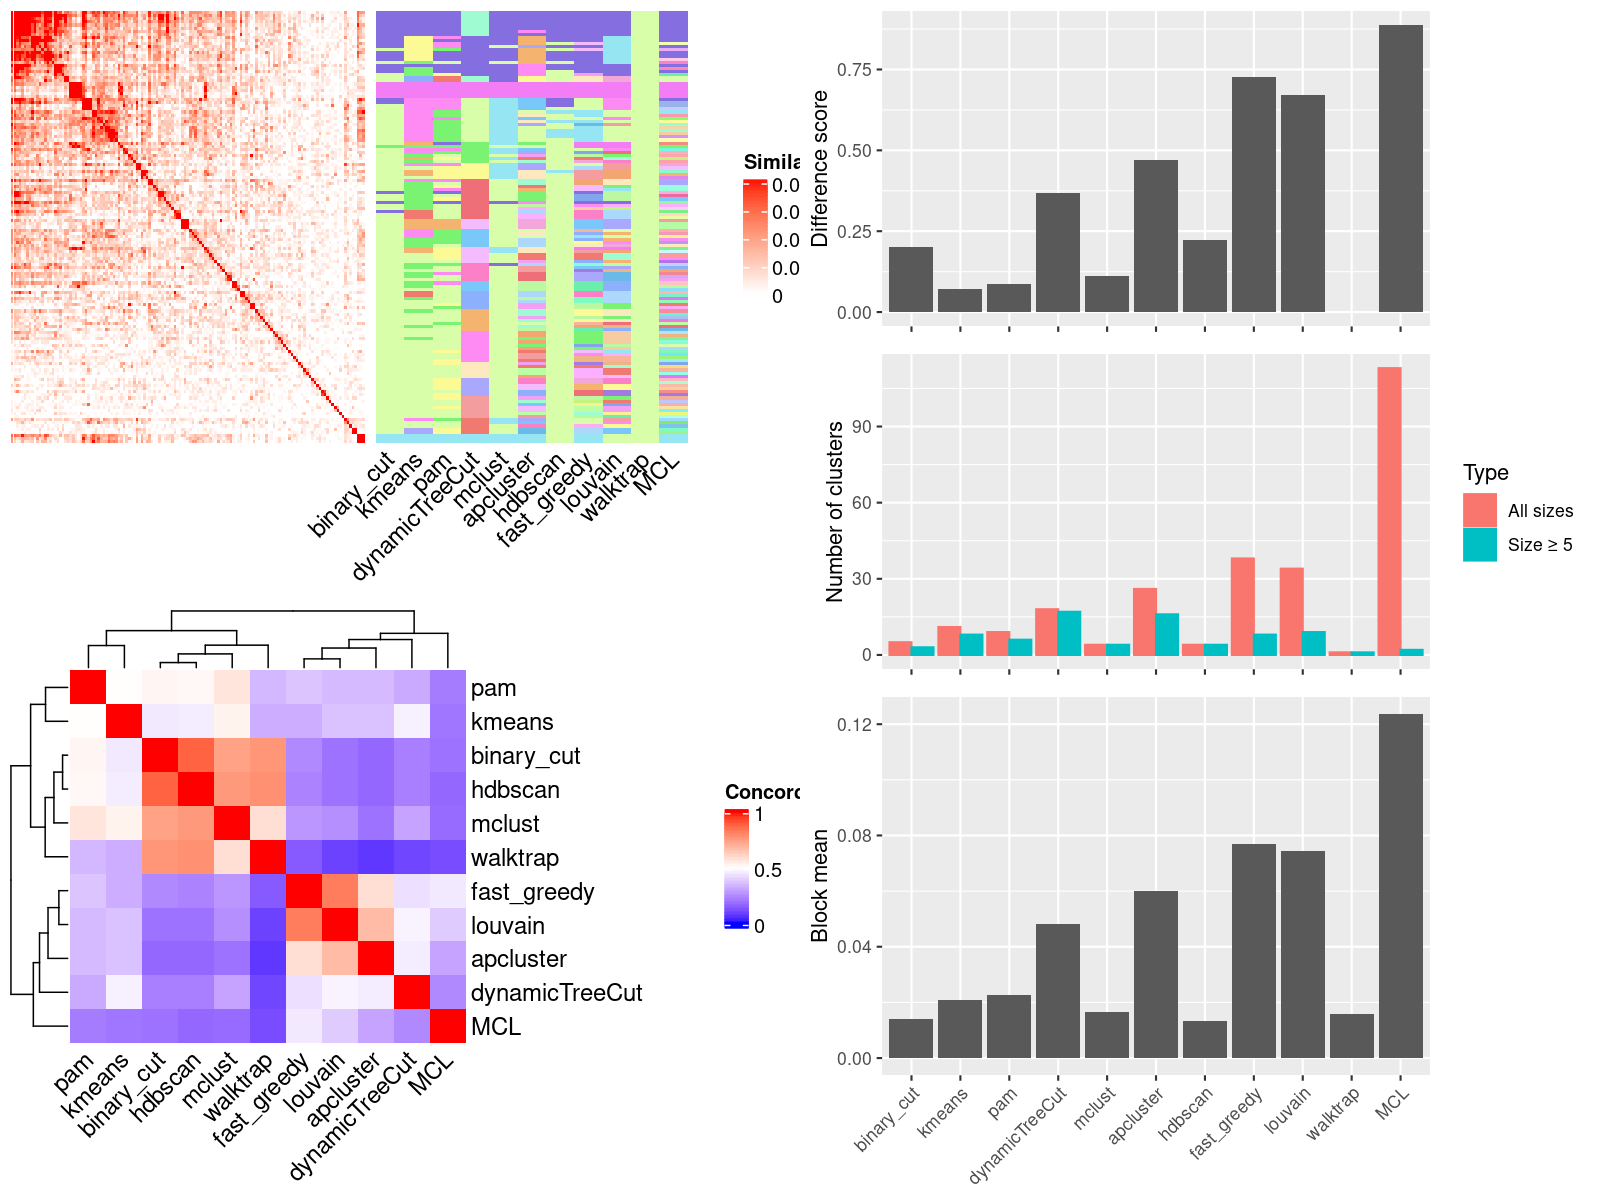 Simila
0.0
0.0
0.0
0.0
0
binary_cut
kmeans
pam
dynamicTreeCut
mclust
apcluster
hdbscan
fast_greedy
louvain
walktrap
MCL
pam
kmeans
binary_cut
hdbscan
mclust
walktrap
fast_greedy
louvain
apcluster
dynamicTreeCut
MCL
pam
kmeans
binary_cut
hdbscan
mclust
walktrap
fast_greedy
louvain
apcluster
dynamicTreeCut
MCL
Concord
1
0.5
0
Difference score
0.75
0.50
0.25
0.00
Number of clusters
90
60
30
0
Type
All sizes
Size ≥ 5
Block mean
0.12
0.08
0.04
0.00
binary_cut
kmeans
pam
dynamicTreeCut
mclust
apcluster
hdbscan
fast_greedy
louvain
walktrap
MCL